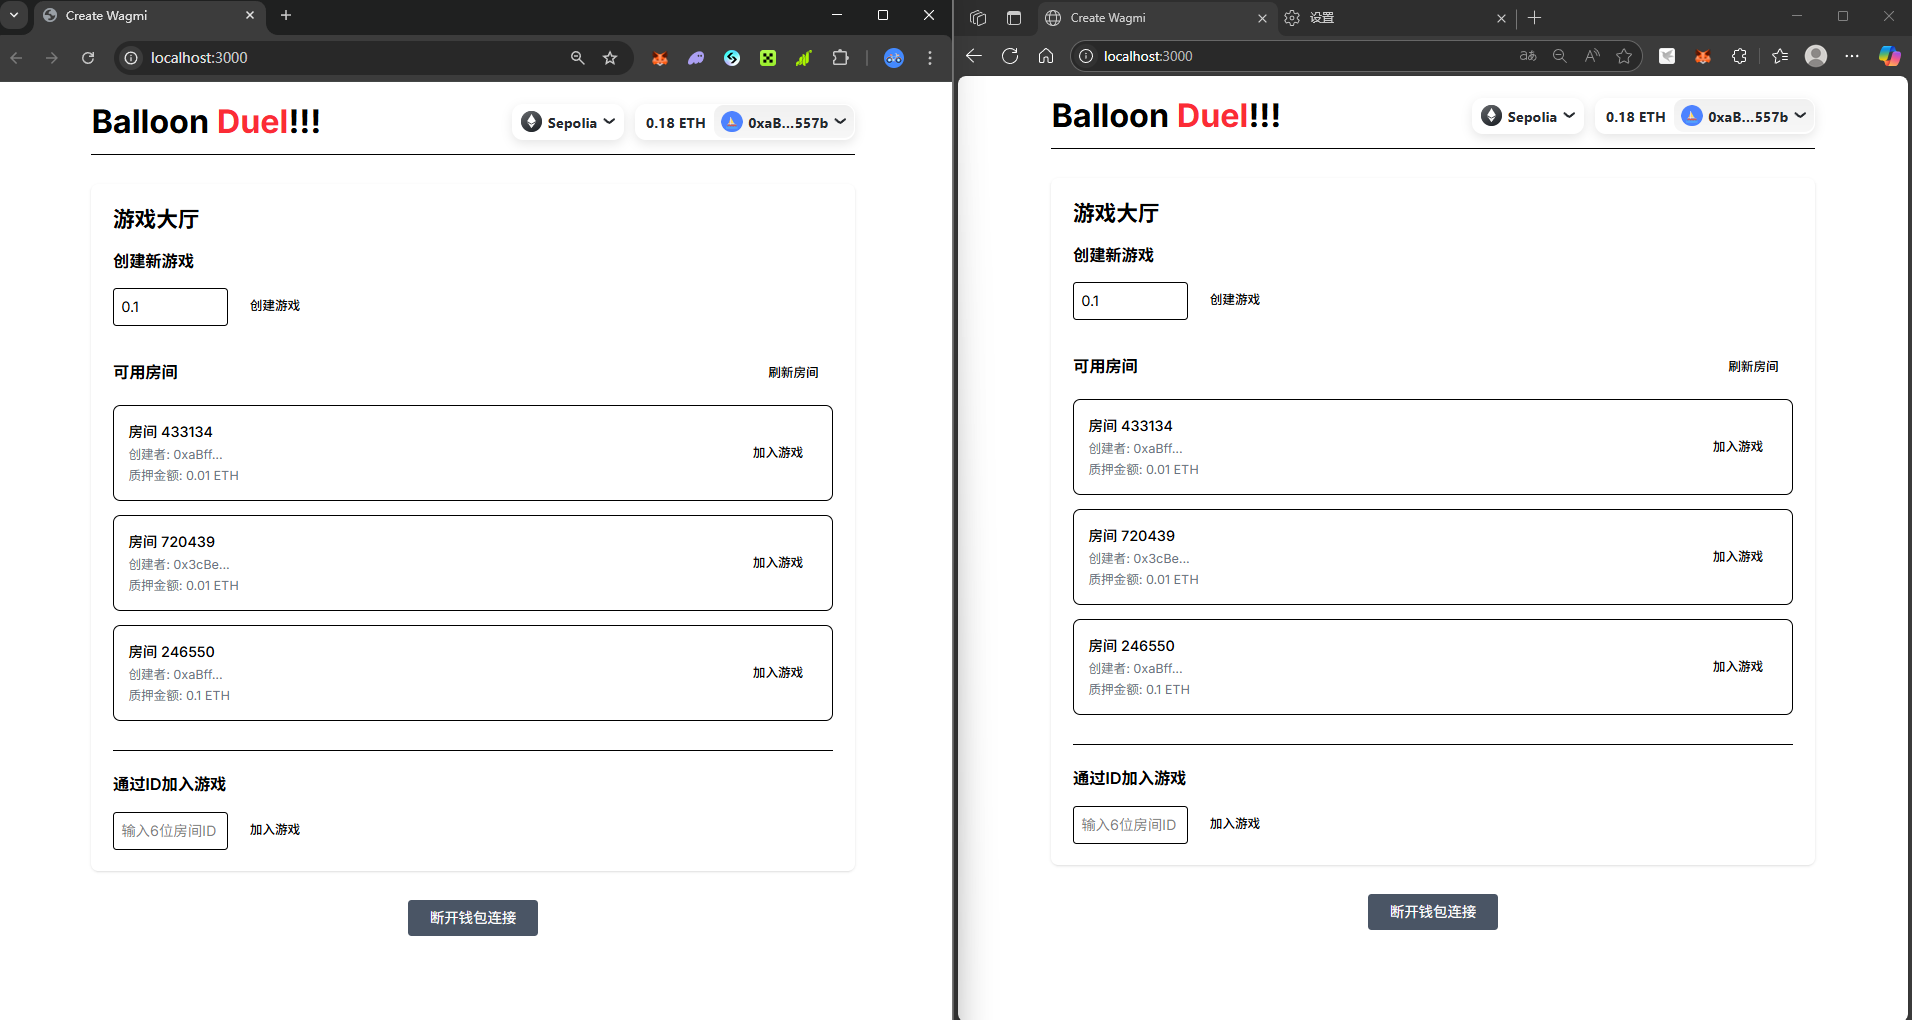 Create Wagmi
localhost:3000
Balloon Duel!!!
Sepolia
0.18 ETH
0xaB...557b
游戏大厅
创建新游戏
0.1
创建游戏
可用房间
刷新房间
房间 433134
创建者: 0xaBff...
质押金额: 0.01 ETH
加入游戏
房间 720439
创建者: 0x3cBe...
质押金额: 0.01 ETH
加入游戏
房间 246550
创建者: 0xaBff...
质押金额: 0.1 ETH
加入游戏
通过ID加入游戏
输入6位房间ID
加入游戏
断开钱包连接
Create Wagmi
设置
localhost:3000
aあ
A
Balloon Duel!!!
Sepolia
0.18 ETH
0xaB...557b
游戏大厅
创建新游戏
0.1
创建游戏
可用房间
刷新房间
房间 433134
创建者: 0xaBff...
质押金额: 0.01 ETH
加入游戏
房间 720439
创建者: 0x3cBe...
质押金额: 0.01 ETH
加入游戏
房间 246550
创建者: 0xaBff...
质押金额: 0.1 ETH
加入游戏
通过ID加入游戏
输入6位房间ID
加入游戏
断开钱包连接